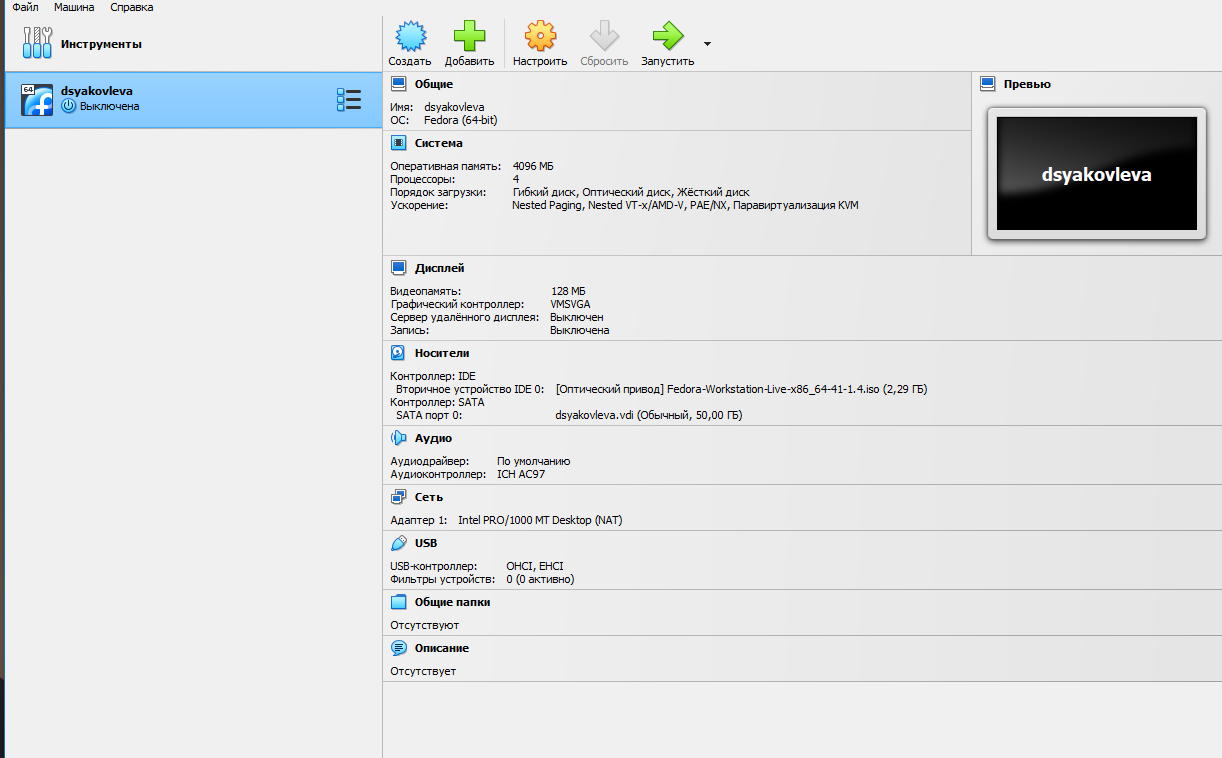 Файл Машина Справка
Инструменты
Создать Добавить Настроить Сбросить Запустить
64 dsyakovleva
Выключена
Общие
Имя: dsyakovleva
ОС: Fedora (64-bit)
Превью
dsyakovleva
Система
Оперативная память: 4096 МБ
Процессоры: 4
Порядок загрузки: Гибкий диск, Оптический диск, Жёсткий диск
Ускорение: Nested Paging, Nested VT-x/AMD-V, PAE/NX, Паравиртуализация KVM
Дисплей
Видеопамять: 128 МБ
Графический контроллер: VMSVGA
Сервер удалённого дисплея: Выключен
Запись: Выключена
Носители
Контроллер: IDE
Вторичное устройство IDE 0: [Оптический привод] Fedora-Workstation-Live-x86_64-41-1.4.iso (2,29 ГБ)
Контроллер: SATA
SATA порт 0: dsyakovleva.vdi (Обычный, 50,00 ГБ)
Аудио
Аудиодрайвер: По умолчанию
Аудиоконтроллер: ICH AC97
Сеть
Адаптер 1: Intel PRO/1000 MT Desktop (NAT)
USB
USB-контроллер: OHCI, EHCI
Фильтры устройств: 0 (0 активно)
Общие папки
Отсутствуют
Описание
Отсутствует